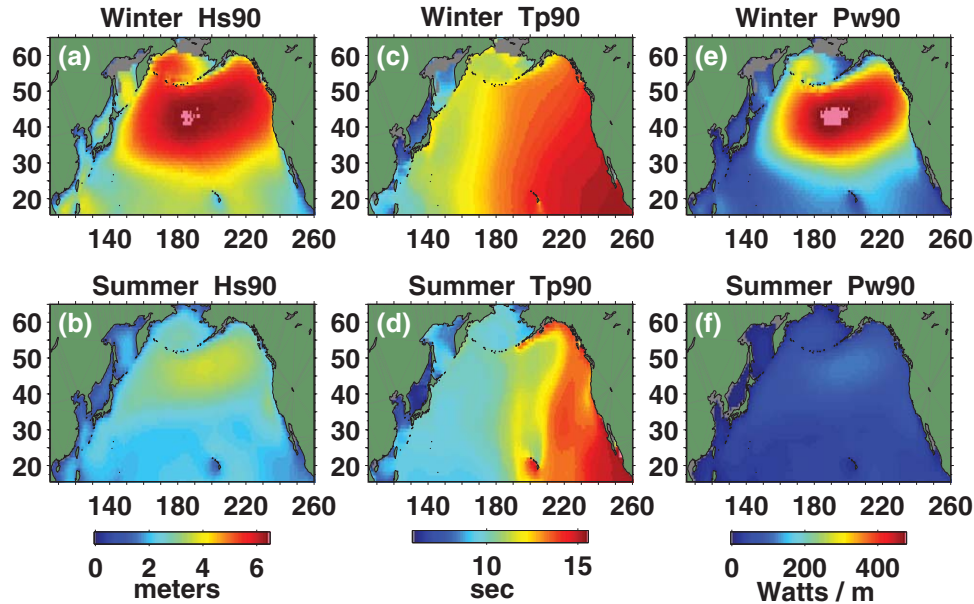 Winter Hs90 Winter Tp90 Winter Pw90
(a) (c) (e)
60 60 60
50 50 50
40 40 40
30 30 30
20 20 20
140 180 220 260 140 180 220 260 140 180 220 260
Summer Hs90 Summer Tp90 Summer Pw90
(b) (d) (f)
60 60 60
50 50 50
40 40 40
30 30 30
20 20 20
140 180 220 260 140 180 220 260 140 180 220 260
0 2 4 6 10 15 0 200 400
meters sec Watts / m